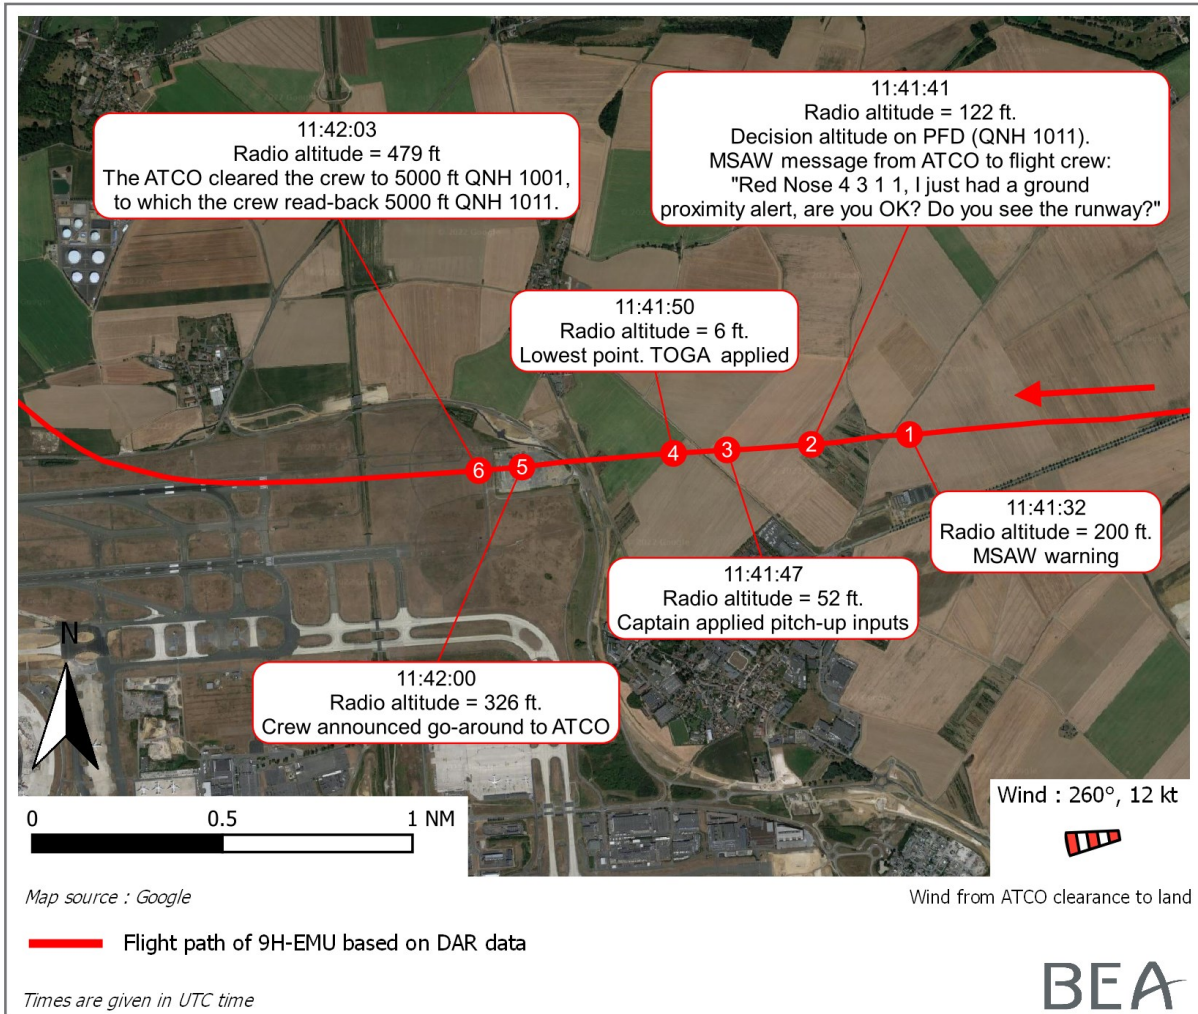 11:41:41
Radio altitude = 122 ft.
Decision altitude on PFD (QNH 1011).
MSAW message from ATCO to flight crew:
"Red Nose 4 3 1 1, I just had a ground
proximity alert, are you OK? Do you see the runway?"
11:42:03
Radio altitude = 479 ft
The ATCO cleared the crew to 5000 ft QNH 1001,
to which the crew read-back 5000 ft QNH 1011.
11:41:50
Radio altitude = 6 ft.
Lowest point. TOGA applied
6
5
4
3
2
1
11:41:32
Radio altitude = 200 ft.
MSAW warning
11:41:47
Radio altitude = 52 ft.
Captain applied pitch-up inputs
11:42:00
Radio altitude = 326 ft.
Crew announced go-around to ATCO
N
0 0.5 1 NM
Wind : 260°, 12 kt
Map source : Google
Wind from ATCO clearance to land
Flight path of 9H-EMU based on DAR data
Times are given in UTC time
BEA